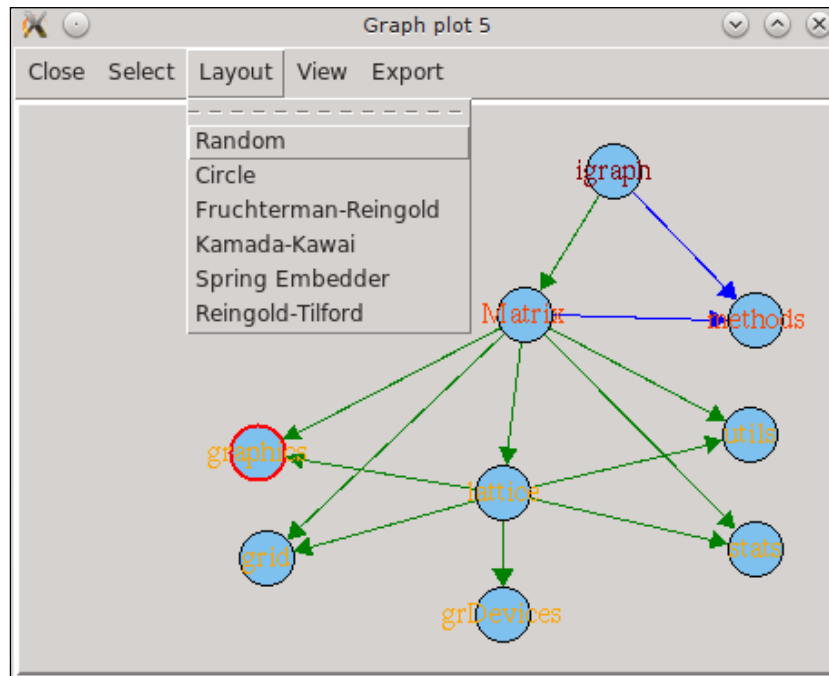 Graph plot 5
Close Select Layout View Export
Random
Circle
Fruchterman-Reingold
Kamada-Kawai
Spring Embedder
Reingold-Tilford
igraph
Matrix
methods
graphics
utils
lattice
grid
stats
grDevices